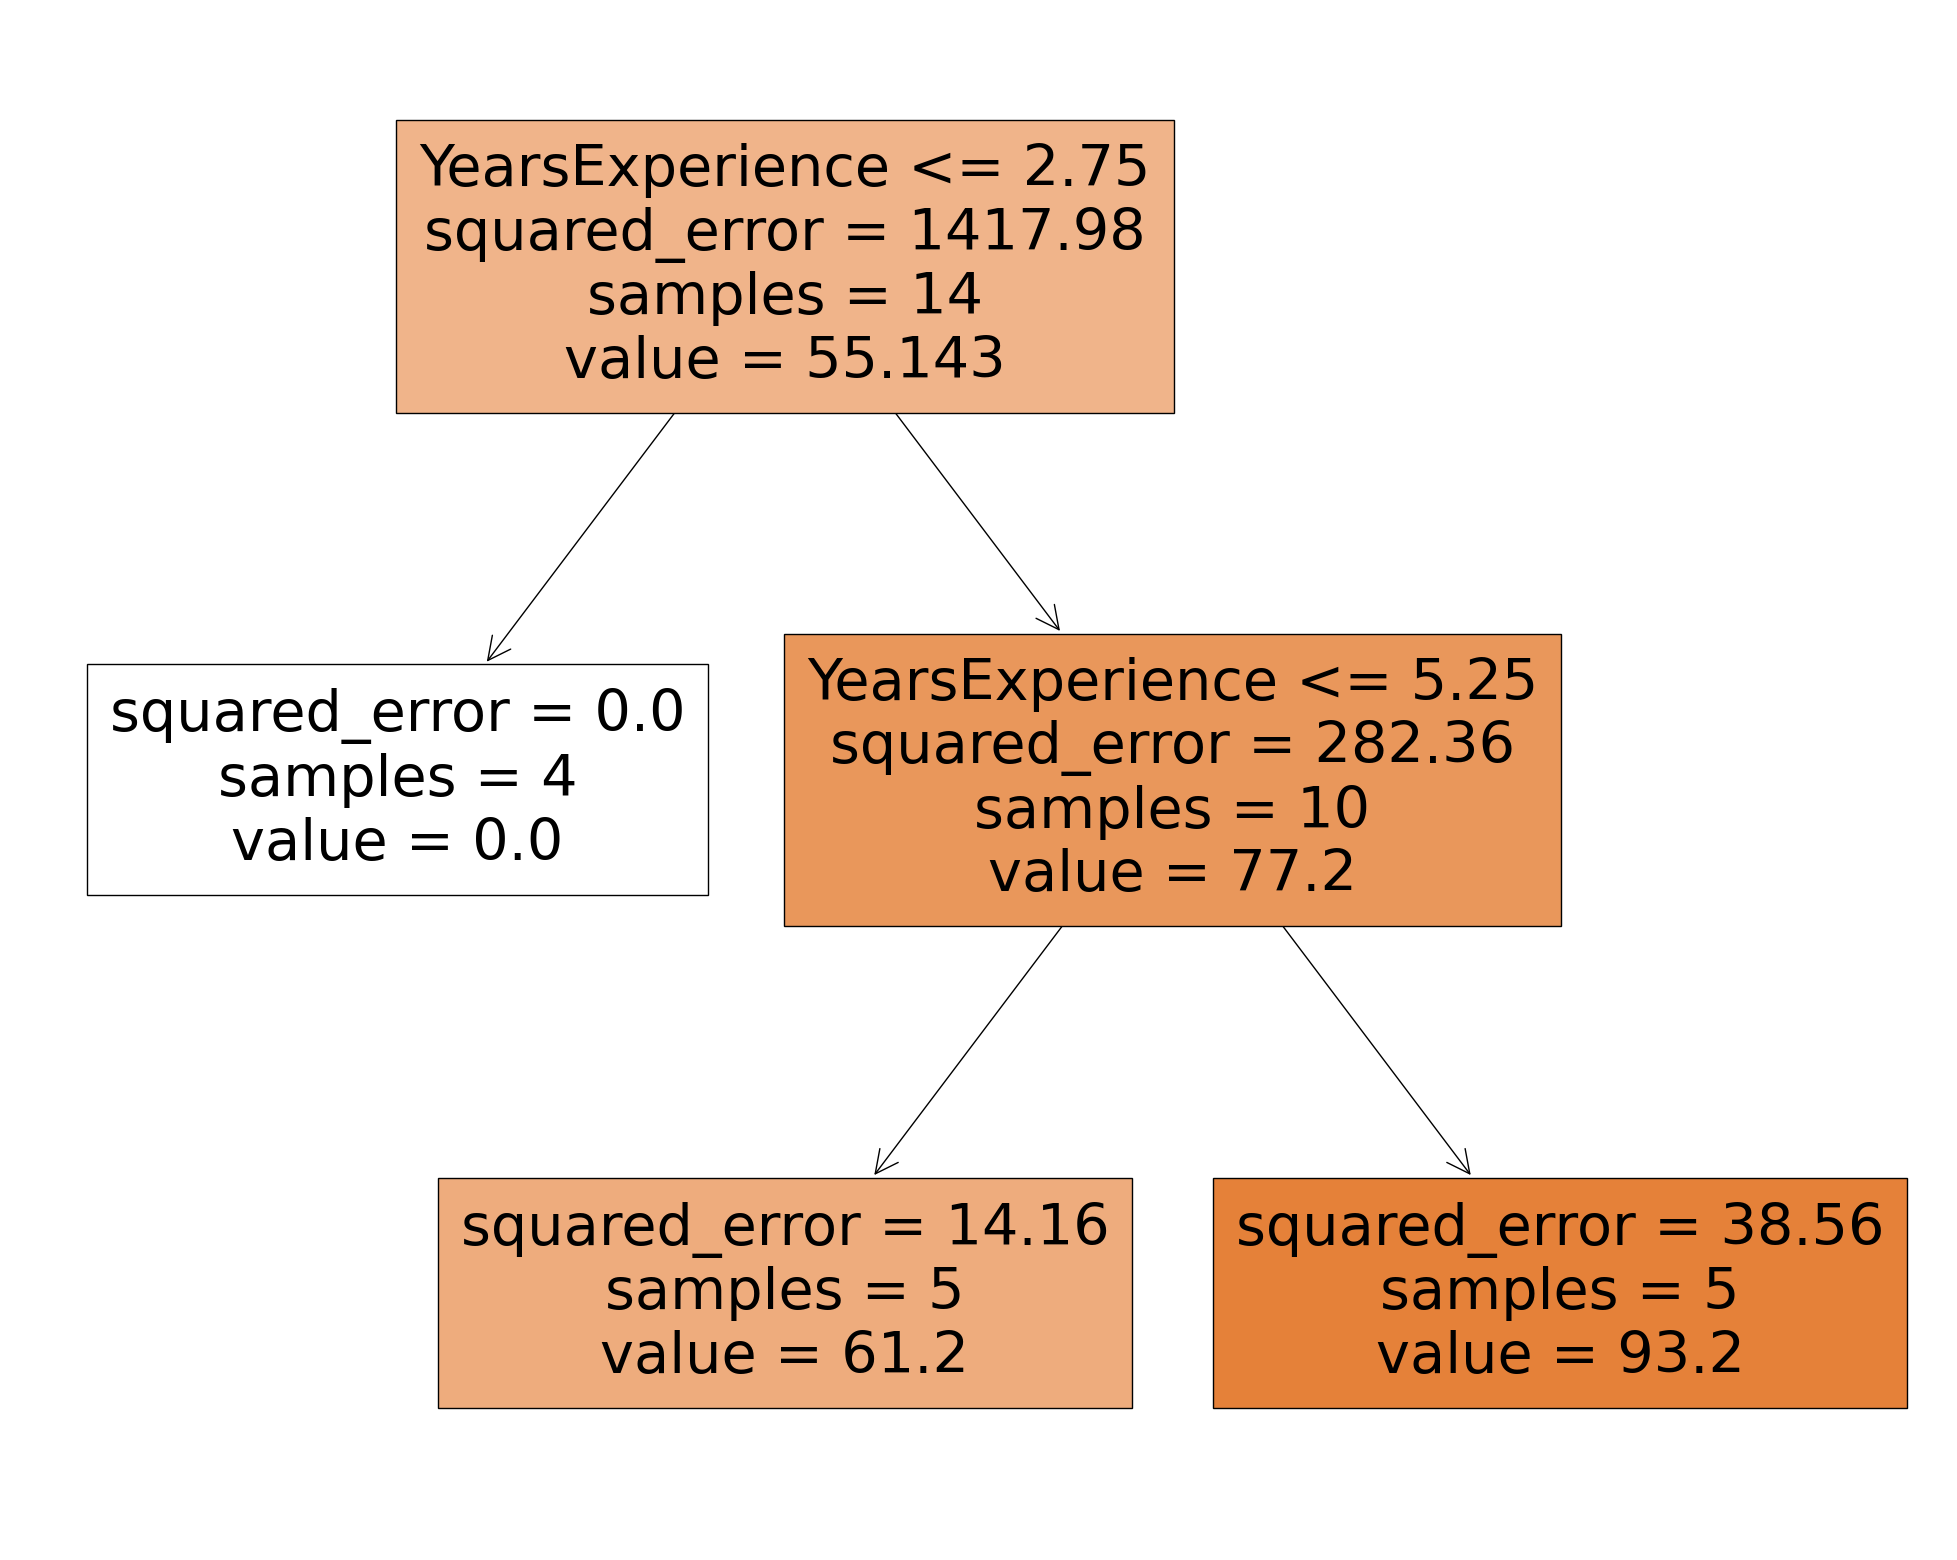 YearsExperience <= 2.75
squared_error = 1417.98
samples = 14
value = 55.143
squared_error = 0.0
samples = 4
value = 0.0
YearsExperience <= 5.25
squared_error = 282.36
samples = 10
value = 77.2
squared_error = 14.16
samples = 5
value = 61.2
squared_error = 38.56
samples = 5
value = 93.2